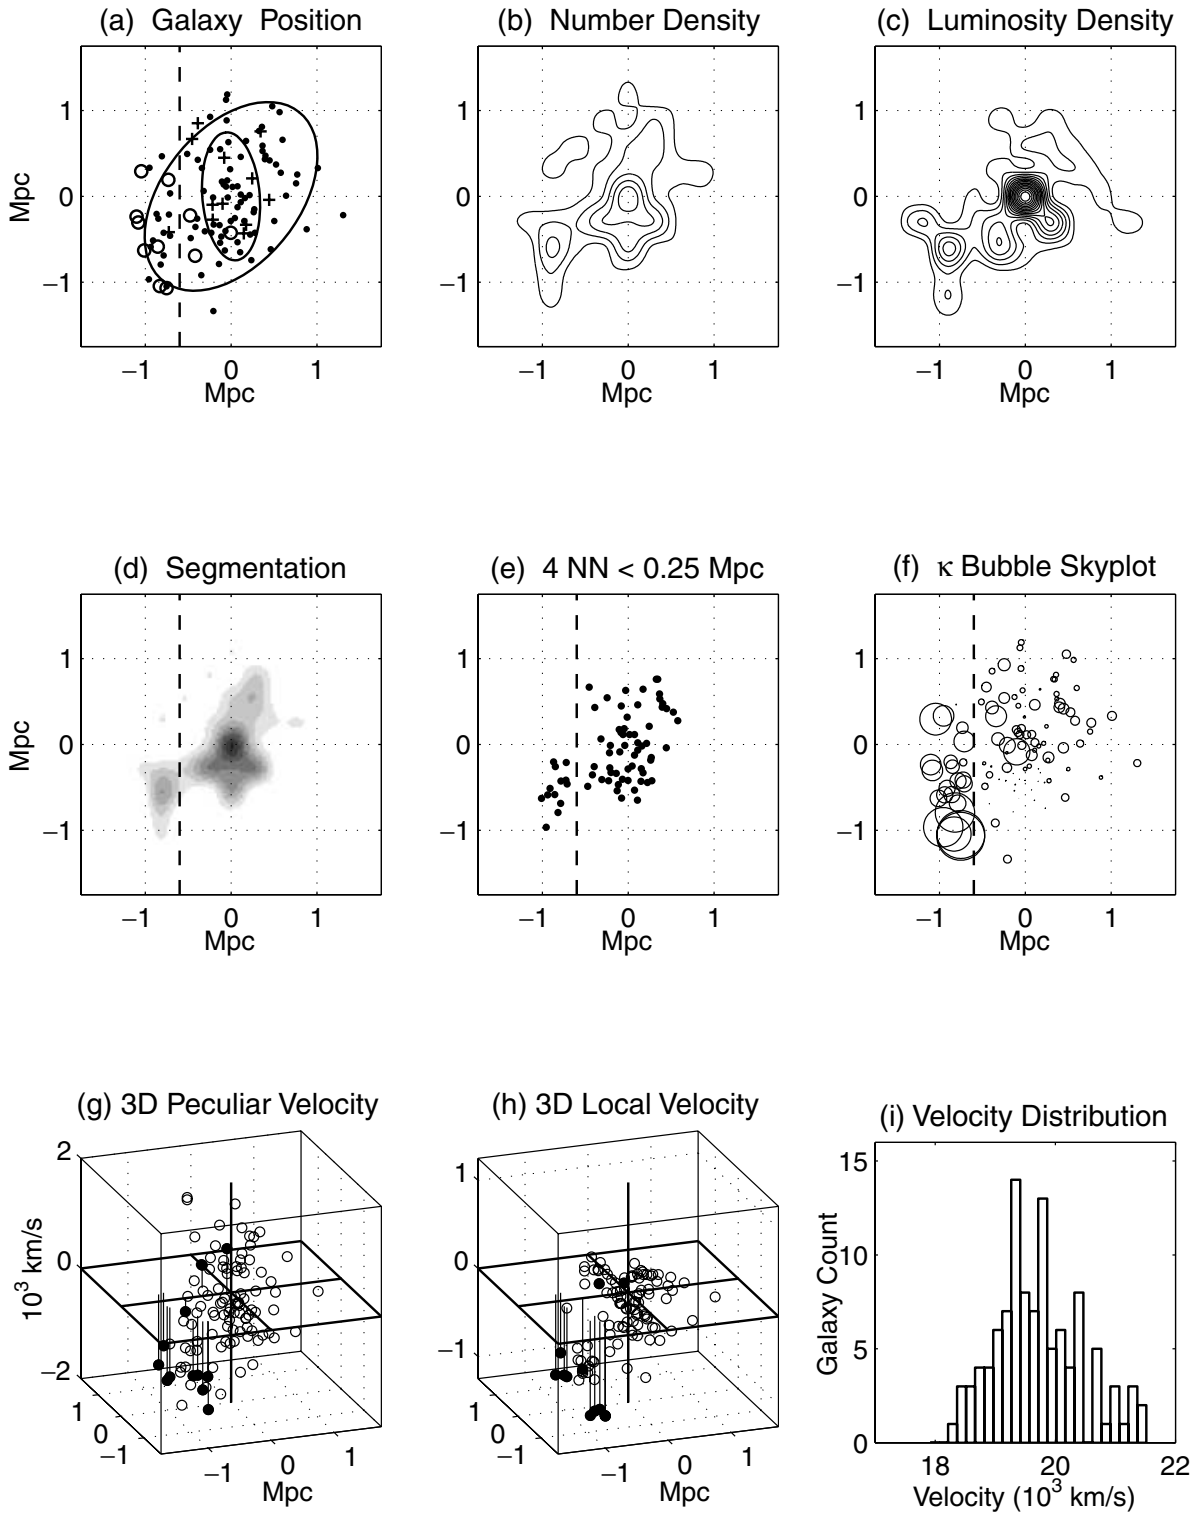 (a) Galaxy Position
(b) Number Density
(c) Luminosity Density
Mpc
1
0
−1
−1 0 1
Mpc
1
0
−1
−1 0 1
Mpc
1
0
−1
−1 0 1
Mpc
(d) Segmentation
(e) 4 NN < 0.25 Mpc
(f) κ Bubble Skyplot
Mpc
1
0
−1
−1 0 1
Mpc
1
0
−1
−1 0 1
Mpc
1
0
−1
−1 0 1
Mpc
(g) 3D Peculiar Velocity
(h) 3D Local Velocity
(i) Velocity Distribution
10³ km/s
2
0
−2
1
0
−1
−1
0
1
Mpc
1
0
−1
1
0
−1
−1
0
1
Mpc
Galaxy Count
15
10
5
0
18 20 22
Velocity (10³ km/s)